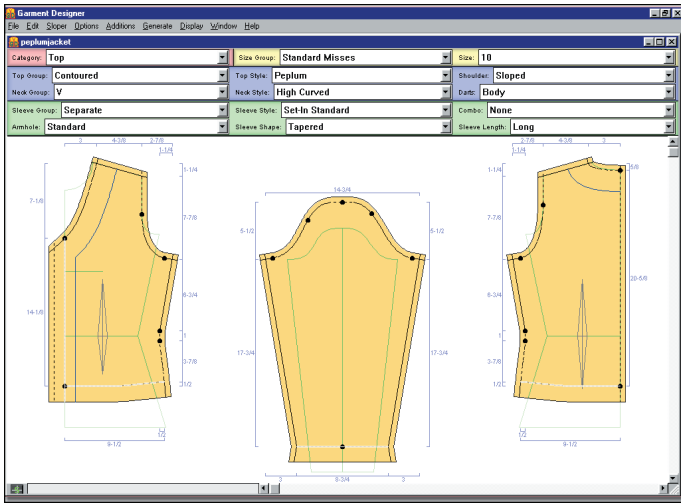 Garment Designer
File Edit Sloper Options Additions Generate Display Window Help
peplumjacket
Category: Top Size Group: Standard Misses Size: 10
Top Group: Contoured Top Style: Peplum Shoulder: Sloped
Neck Group: V Neck Style: High Curved Darts: Body
Sleeve Group: Separate Sleeve Style: Set-In Standard Combo: None
Armhole: Standard Sleeve Shape: Tapered Sleeve Length: Long
3 4-3/8 2-7/8 2-7/8 4-3/8 3
1-1/4 1-1/4
1-1/4 1-1/4 5/8
14-3/4
7-1/8
7-7/8 7-7/8
5-1/2 5-1/2
20-5/8
6-3/4 6-3/4
14-1/8
1 1
17-3/4 17-3/4
3-7/8 3-7/8
1/2 1/2
1/2 1/2
9-1/2 9-1/2
3 8-3/4 3